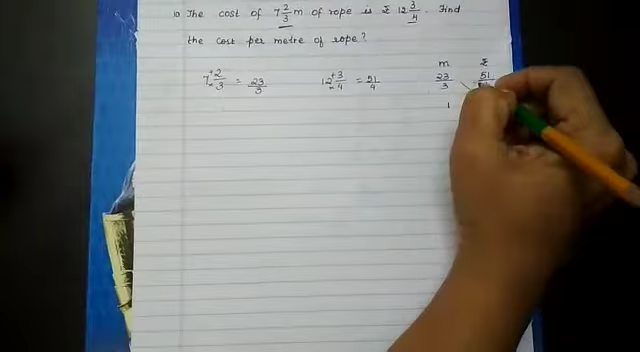 10 The cost of 7 2/3 m of rope is ₹ 12 3/4. Find
the cost per metre of rope?
m ₹
7 + 2/3 = 23/3 12 + 3/4 = 51/4 23/3 51
1